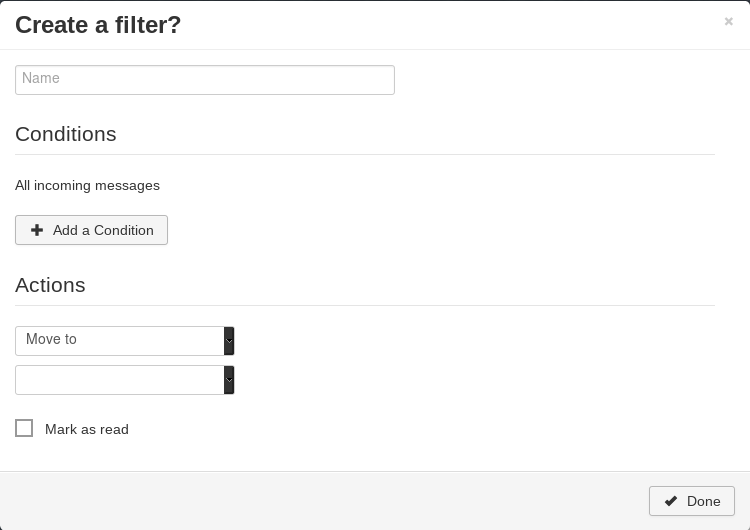 Create a filter?
×
Name
Conditions
All incoming messages
Add a Condition
Actions
Move to
Mark as read
Done